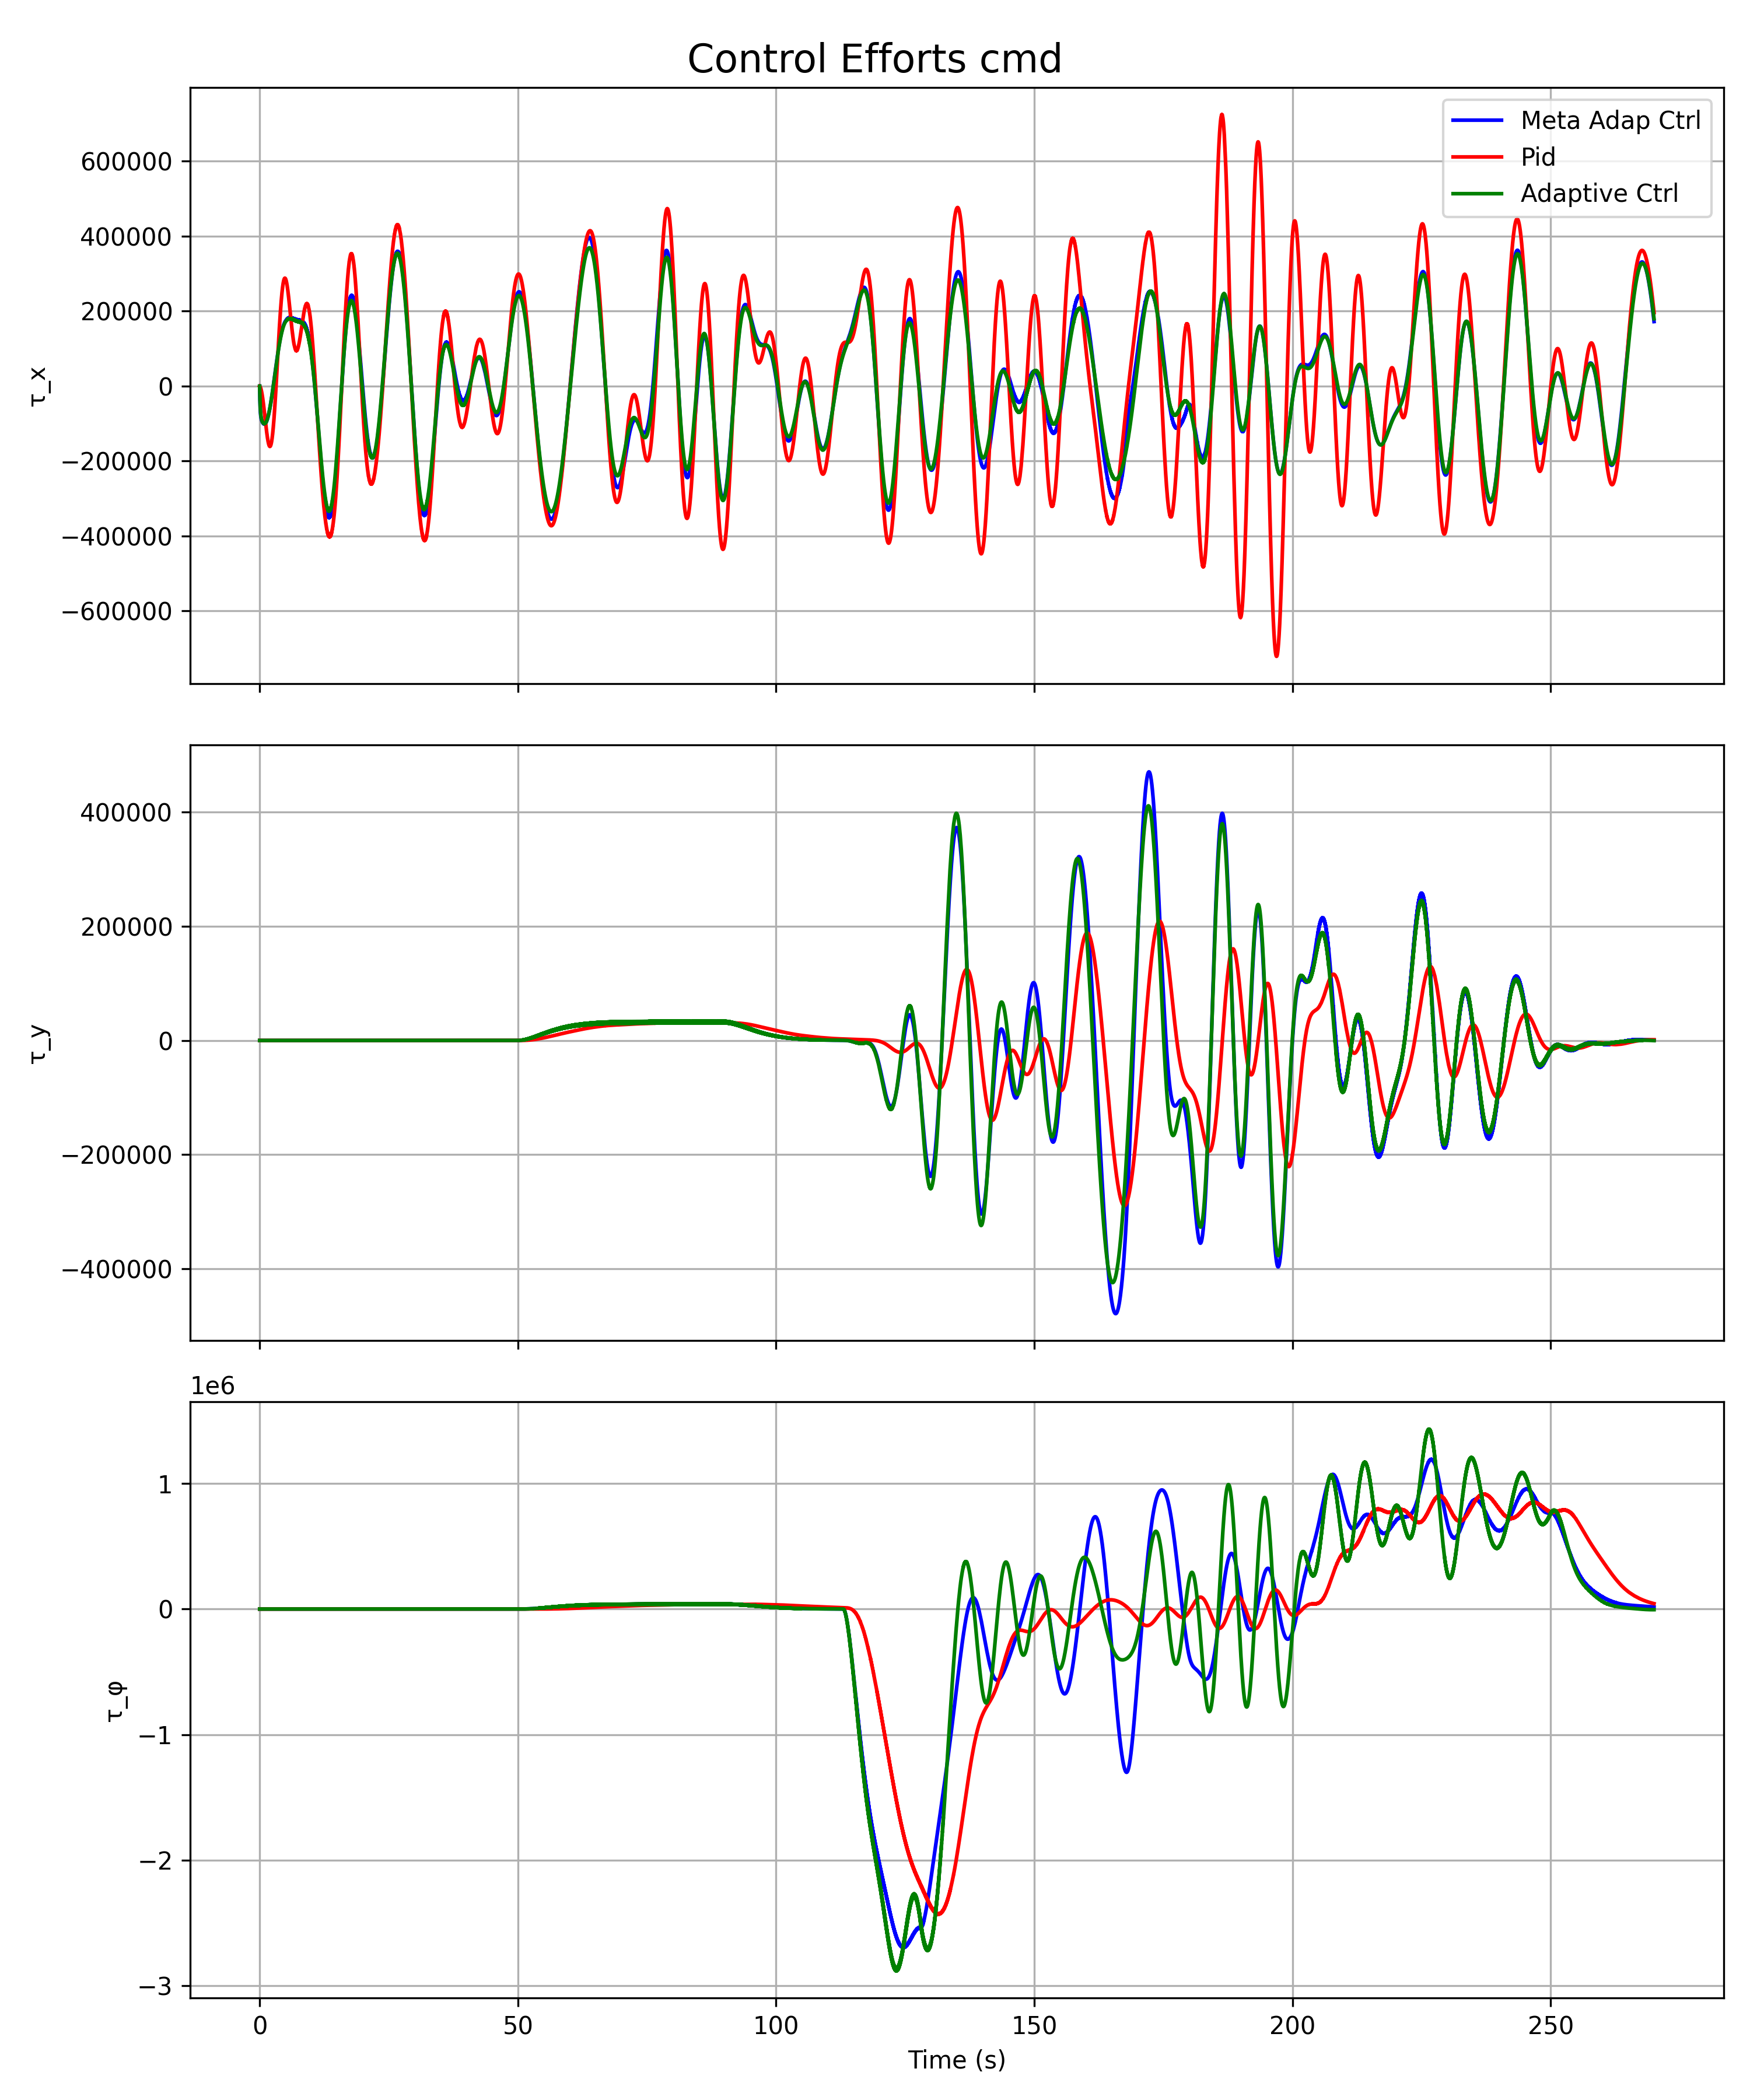 Control Efforts cmd
Meta Adap Ctrl
Pid
Adaptive Ctrl
600000
400000
200000
0
−200000
−400000
−600000
τ_x
400000
200000
0
−200000
−400000
τ_y
1e6
1
0
−1
−2
−3
τ_φ
0 50 100 150 200 250
Time (s)